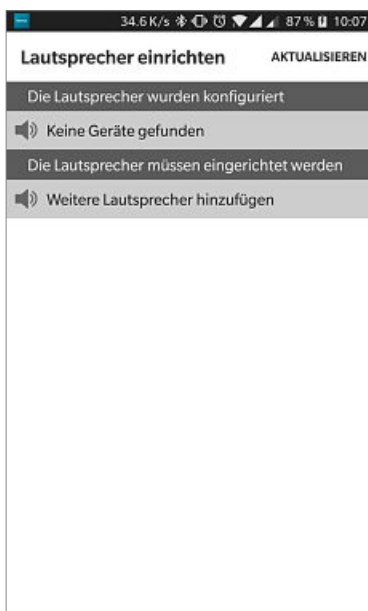 34.6 K/s 87 % 10:07
Lautsprecher einrichten AKTUALISIEREN
Die Lautsprecher wurden konfiguriert
Keine Geräte gefunden
Die Lautsprecher müssen eingerichtet werden
Weitere Lautsprecher hinzufügen